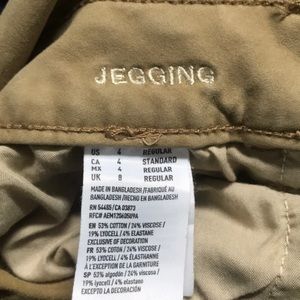 JEGGING
US 4 REGULAR
CA 4 STANDARD
MX 4 REGULAR
UK 8 REGULAR
MADE IN BANGLADESH/FABRIQUÉ AU
BANGLADESH/HECHO EN BANGLADESH
RN 54485/CA 03873
RFC# AEM120605U9A
EN 53% COTTON / 24% VISCOSE /
19% LYOCELL / 4% ELASTANE
EXCLUSIVE OF DECORATION
FR 53% COTON / 24% VISCOSE /
19% LYOCELL / 4% ÉLASTHANNE
A L'EXCEPTION DE LA GARNITURE
SP 53% algodón / 24% viscosa /
19% lyocell / 4% elastano
EXCEPTO DECORATION